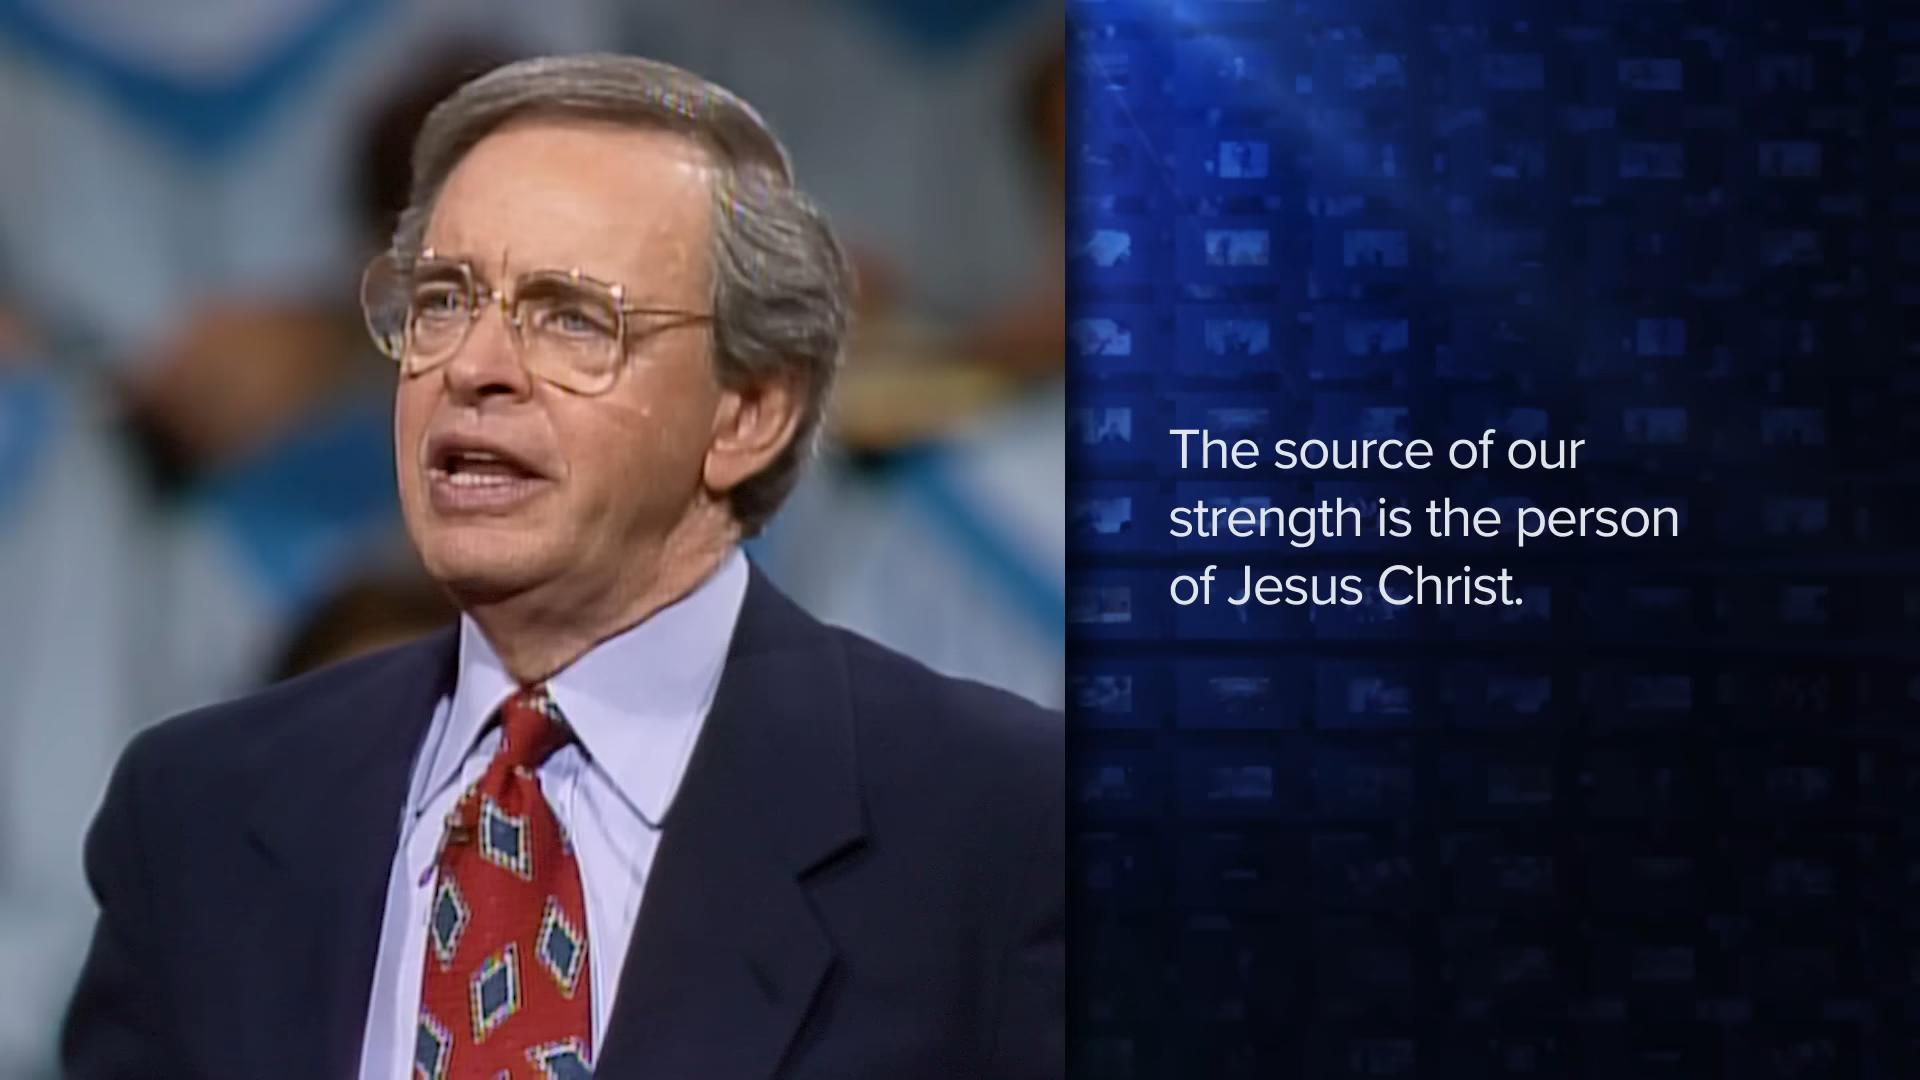 The source of our
strength is the person
of Jesus Christ.